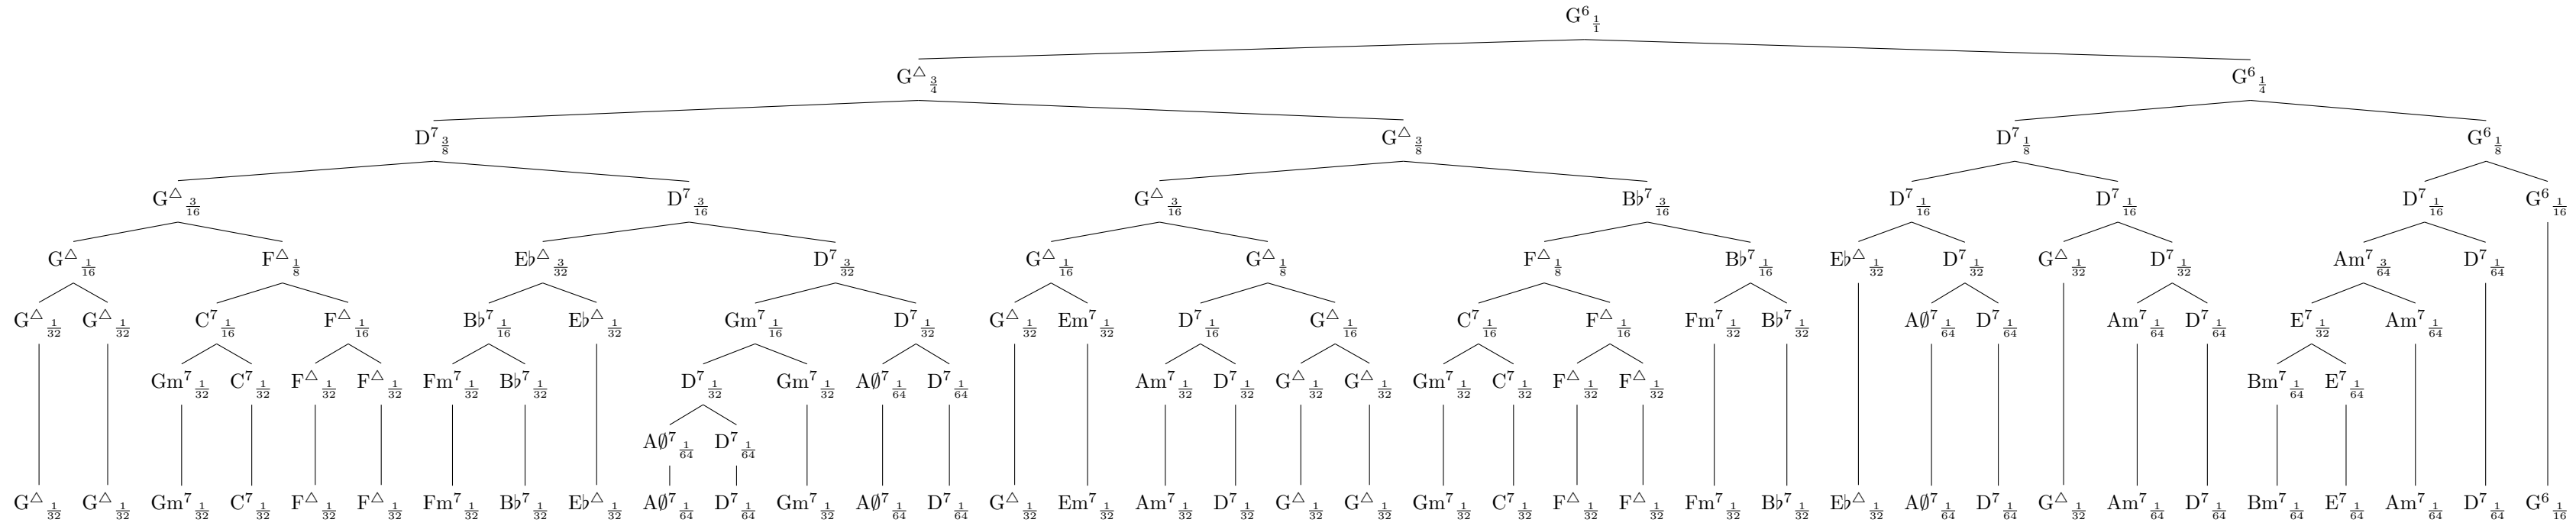 G⁶ 1/1
G△ 3/4 G⁶ 1/4
D⁷ 3/8 G△ 3/8 D⁷ 1/8 G⁶ 1/8
G△ 3/16 D⁷ 3/16 G△ 3/16 B♭⁷ 3/16 D⁷ 1/16 D⁷ 1/16 D⁷ 1/16 G⁶ 1/16
G△ 1/16 F△ 1/8 E♭△ 3/32 D⁷ 3/32 G△ 1/16 G△ 1/8 F△ 1/8 B♭⁷ 1/16 E♭△ 1/32 D⁷ 1/32 G△ 1/32 D⁷ 1/32 Am⁷ 3/64 D⁷ 1/64
G△ 1/32 G△ 1/32 C⁷ 1/16 F△ 1/16 B♭⁷ 1/16 E♭△ 1/32 Gm⁷ 1/16 D⁷ 1/32 G△ 1/32 Em⁷ 1/32 D⁷ 1/16 G△ 1/16 C⁷ 1/16 F△ 1/16 Fm⁷ 1/32 B♭⁷ 1/32 A∅⁷ 1/64 D⁷ 1/64 Am⁷ 1/64 D⁷ 1/64 E⁷ 1/32 Am⁷ 1/64
Gm⁷ 1/32 C⁷ 1/32 F△ 1/32 F△ 1/32 Fm⁷ 1/32 B♭⁷ 1/32 D⁷ 1/32 Gm⁷ 1/32 A∅⁷ 1/64 D⁷ 1/64 Am⁷ 1/32 D⁷ 1/32 G△ 1/32 G△ 1/32 Gm⁷ 1/32 C⁷ 1/32 F△ 1/32 F△ 1/32 Bm⁷ 1/64 E⁷ 1/64
A∅⁷ 1/64 D⁷ 1/64
G△ 1/32 G△ 1/32 Gm⁷ 1/32 C⁷ 1/32 F△ 1/32 F△ 1/32 Fm⁷ 1/32 B♭⁷ 1/32 E♭△ 1/32 A∅⁷ 1/64 D⁷ 1/64 Gm⁷ 1/32 A∅⁷ 1/64 D⁷ 1/64 G△ 1/32 Em⁷ 1/32 Am⁷ 1/32 D⁷ 1/32 G△ 1/32 G△ 1/32 Gm⁷ 1/32 C⁷ 1/32 F△ 1/32 F△ 1/32 Fm⁷ 1/32 B♭⁷ 1/32 E♭△ 1/32 A∅⁷ 1/64 D⁷ 1/64 G△ 1/32 Am⁷ 1/64 D⁷ 1/64 Bm⁷ 1/64 E⁷ 1/64 Am⁷ 1/64 D⁷ 1/64 G⁶ 1/16